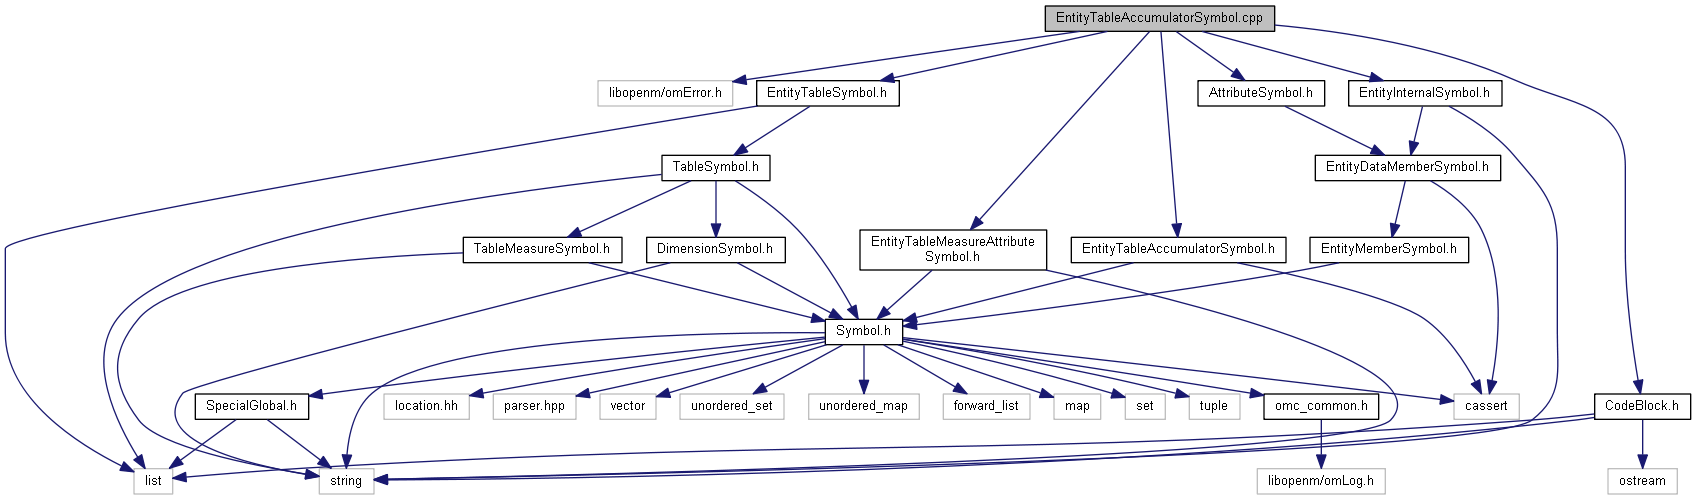 EntityTableAccumulatorSymbol.cpp
libopenm/omError.h
EntityTableSymbol.h
AttributeSymbol.h
EntityInternalSymbol.h
TableSymbol.h
EntityDataMemberSymbol.h
TableMeasureSymbol.h
DimensionSymbol.h
EntityTableMeasureAttribute
Symbol.h
EntityTableAccumulatorSymbol.h
EntityMemberSymbol.h
Symbol.h
SpecialGlobal.h
location.hh
parser.hpp
vector
unordered_set
unordered_map
forward_list
map
set
tuple
omc_common.h
cassert
CodeBlock.h
list
string
libopenm/omLog.h
ostream